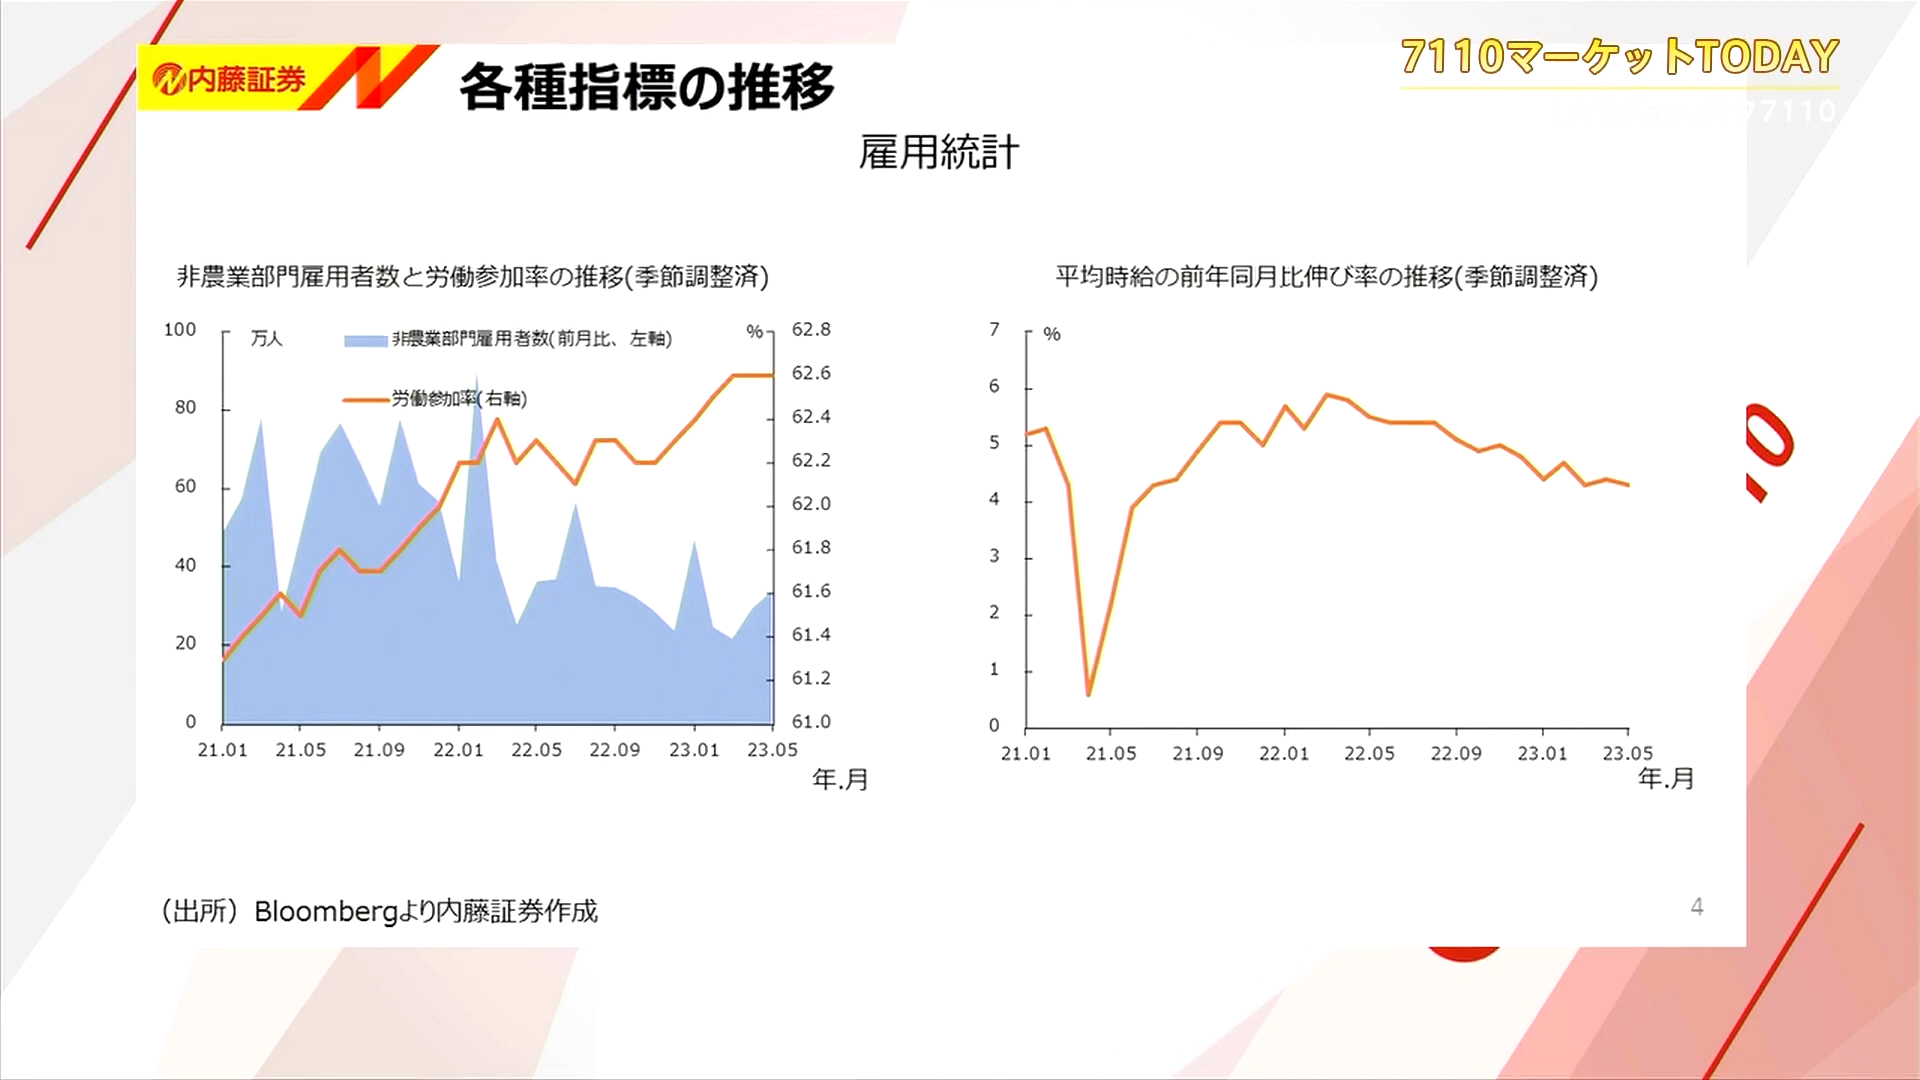 内藤証券
各種指標の推移
7110マーケットTODAY
7110
雇用統計
非農業部門雇用者数と労働参加率の推移(季節調整済)
100
80
60
40
20
0
万人
非農業部門雇用者数(前月比、左軸)
労働参加率(右軸)
%
62.8
62.6
62.4
62.2
62.0
61.8
61.6
61.4
61.2
61.0
21.01 21.05 21.09 22.01 22.05 22.09 23.01 23.05
年.月
平均時給の前年同月比伸び率の推移(季節調整済)
7
6
5
4
3
2
1
0
%
21.01 21.05 21.09 22.01 22.05 22.09 23.01 23.05
年.月
（出所）Bloombergより内藤証券作成
4